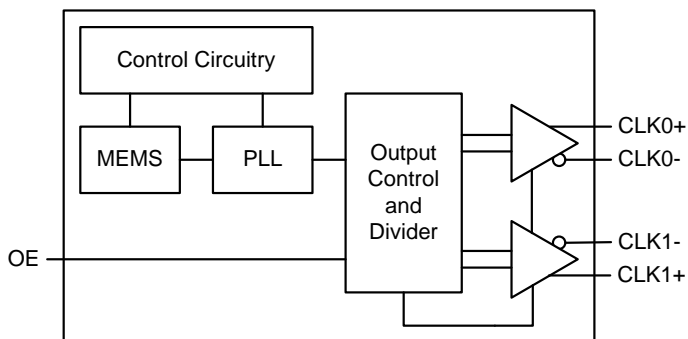 Control Circuitry
MEMS
PLL
Output
Control
and
Divider
CLK0+
CLK0-
CLK1-
CLK1+
OE